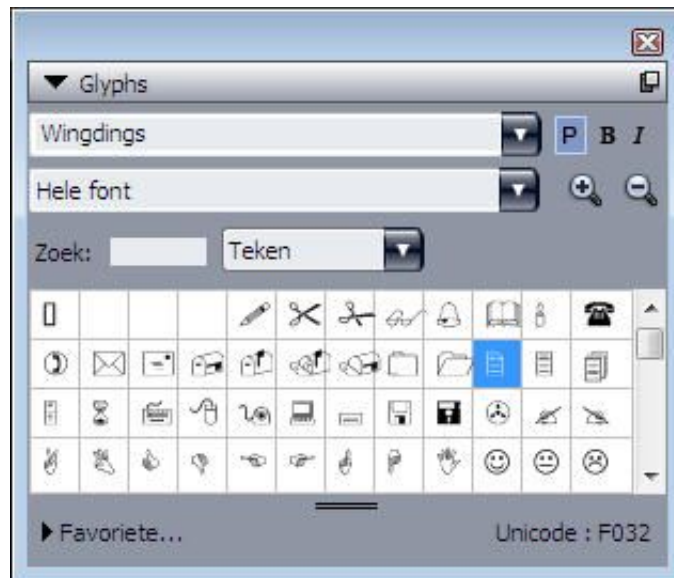 Glyphs
Wingdings P B I
Hele font
Zoek: Teken
Favoriete... Unicode : F032